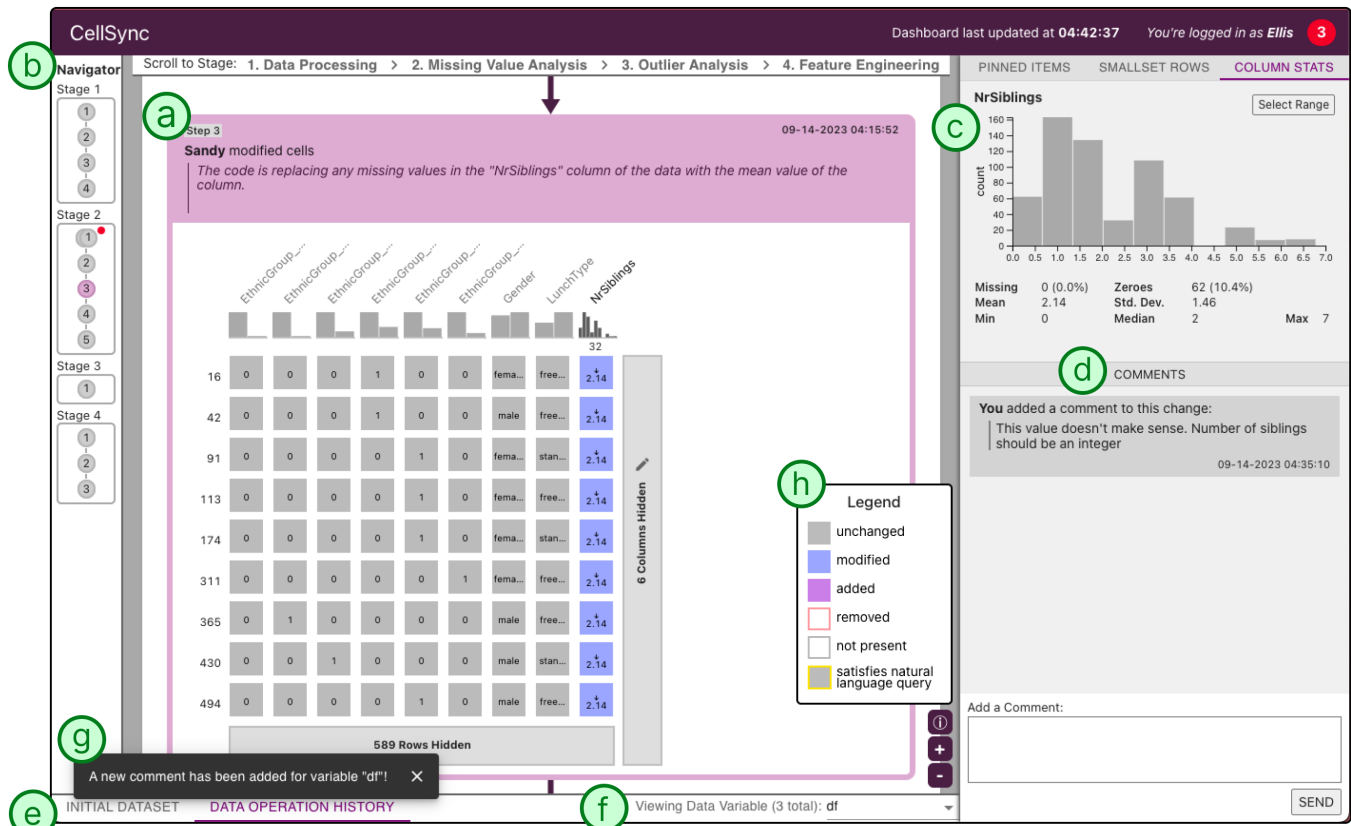 CellSync
Dashboard last updated at 04:42:37
You're logged in as Ellis
3
b
Navigator
Stage 1
1
2
3
4
Stage 2
1
2
3
4
5
Stage 3
1
Stage 4
1
2
3
Scroll to Stage: 1. Data Processing > 2. Missing Value Analysis > 3. Outlier Analysis > 4. Feature Engineering
a
Step 3
09-14-2023 04:15:52
Sandy modified cells
The code is replacing any missing values in the "NrSiblings" column of the data with the mean value of the
column.
EthnicGroup_... EthnicGroup_... EthnicGroup_... EthnicGroup_... EthnicGroup_... EthnicGroup_... Gender LunchType NrSiblings
32
16 0 0 0 1 0 0 fema... free... 2.14
42 0 0 0 1 0 0 male free... 2.14
91 0 0 0 0 1 0 fema... stan... 2.14
113 0 0 0 0 1 0 fema... free... 2.14
174 0 0 0 0 1 0 fema... stan... 2.14
311 0 0 0 0 0 1 fema... free... 2.14
365 0 1 0 0 0 0 male free... 2.14
430 0 0 1 0 0 0 male stan... 2.14
494 0 0 0 0 1 0 male free... 2.14
6 Columns Hidden
589 Rows Hidden
h
Legend
unchanged
modified
added
removed
not present
satisfies natural
language query
i
+
-
g
A new comment has been added for variable "df"! ✕
e
INITIAL DATASET
DATA OPERATION HISTORY
f
Viewing Data Variable (3 total): df
PINNED ITEMS
SMALLSET ROWS
COLUMN STATS
c
NrSiblings
Select Range
count
160
140
120
100
80
60
40
20
0
0.0 0.5 1.0 1.5 2.0 2.5 3.0 3.5 4.0 4.5 5.0 5.5 6.0 6.5 7.0
Missing 0 (0.0%) Zeroes 62 (10.4%)
Mean 2.14 Std. Dev. 1.46
Min 0 Median 2 Max 7
d
COMMENTS
You added a comment to this change:
This value doesn't make sense. Number of siblings
should be an integer
09-14-2023 04:35:10
Add a Comment:
SEND